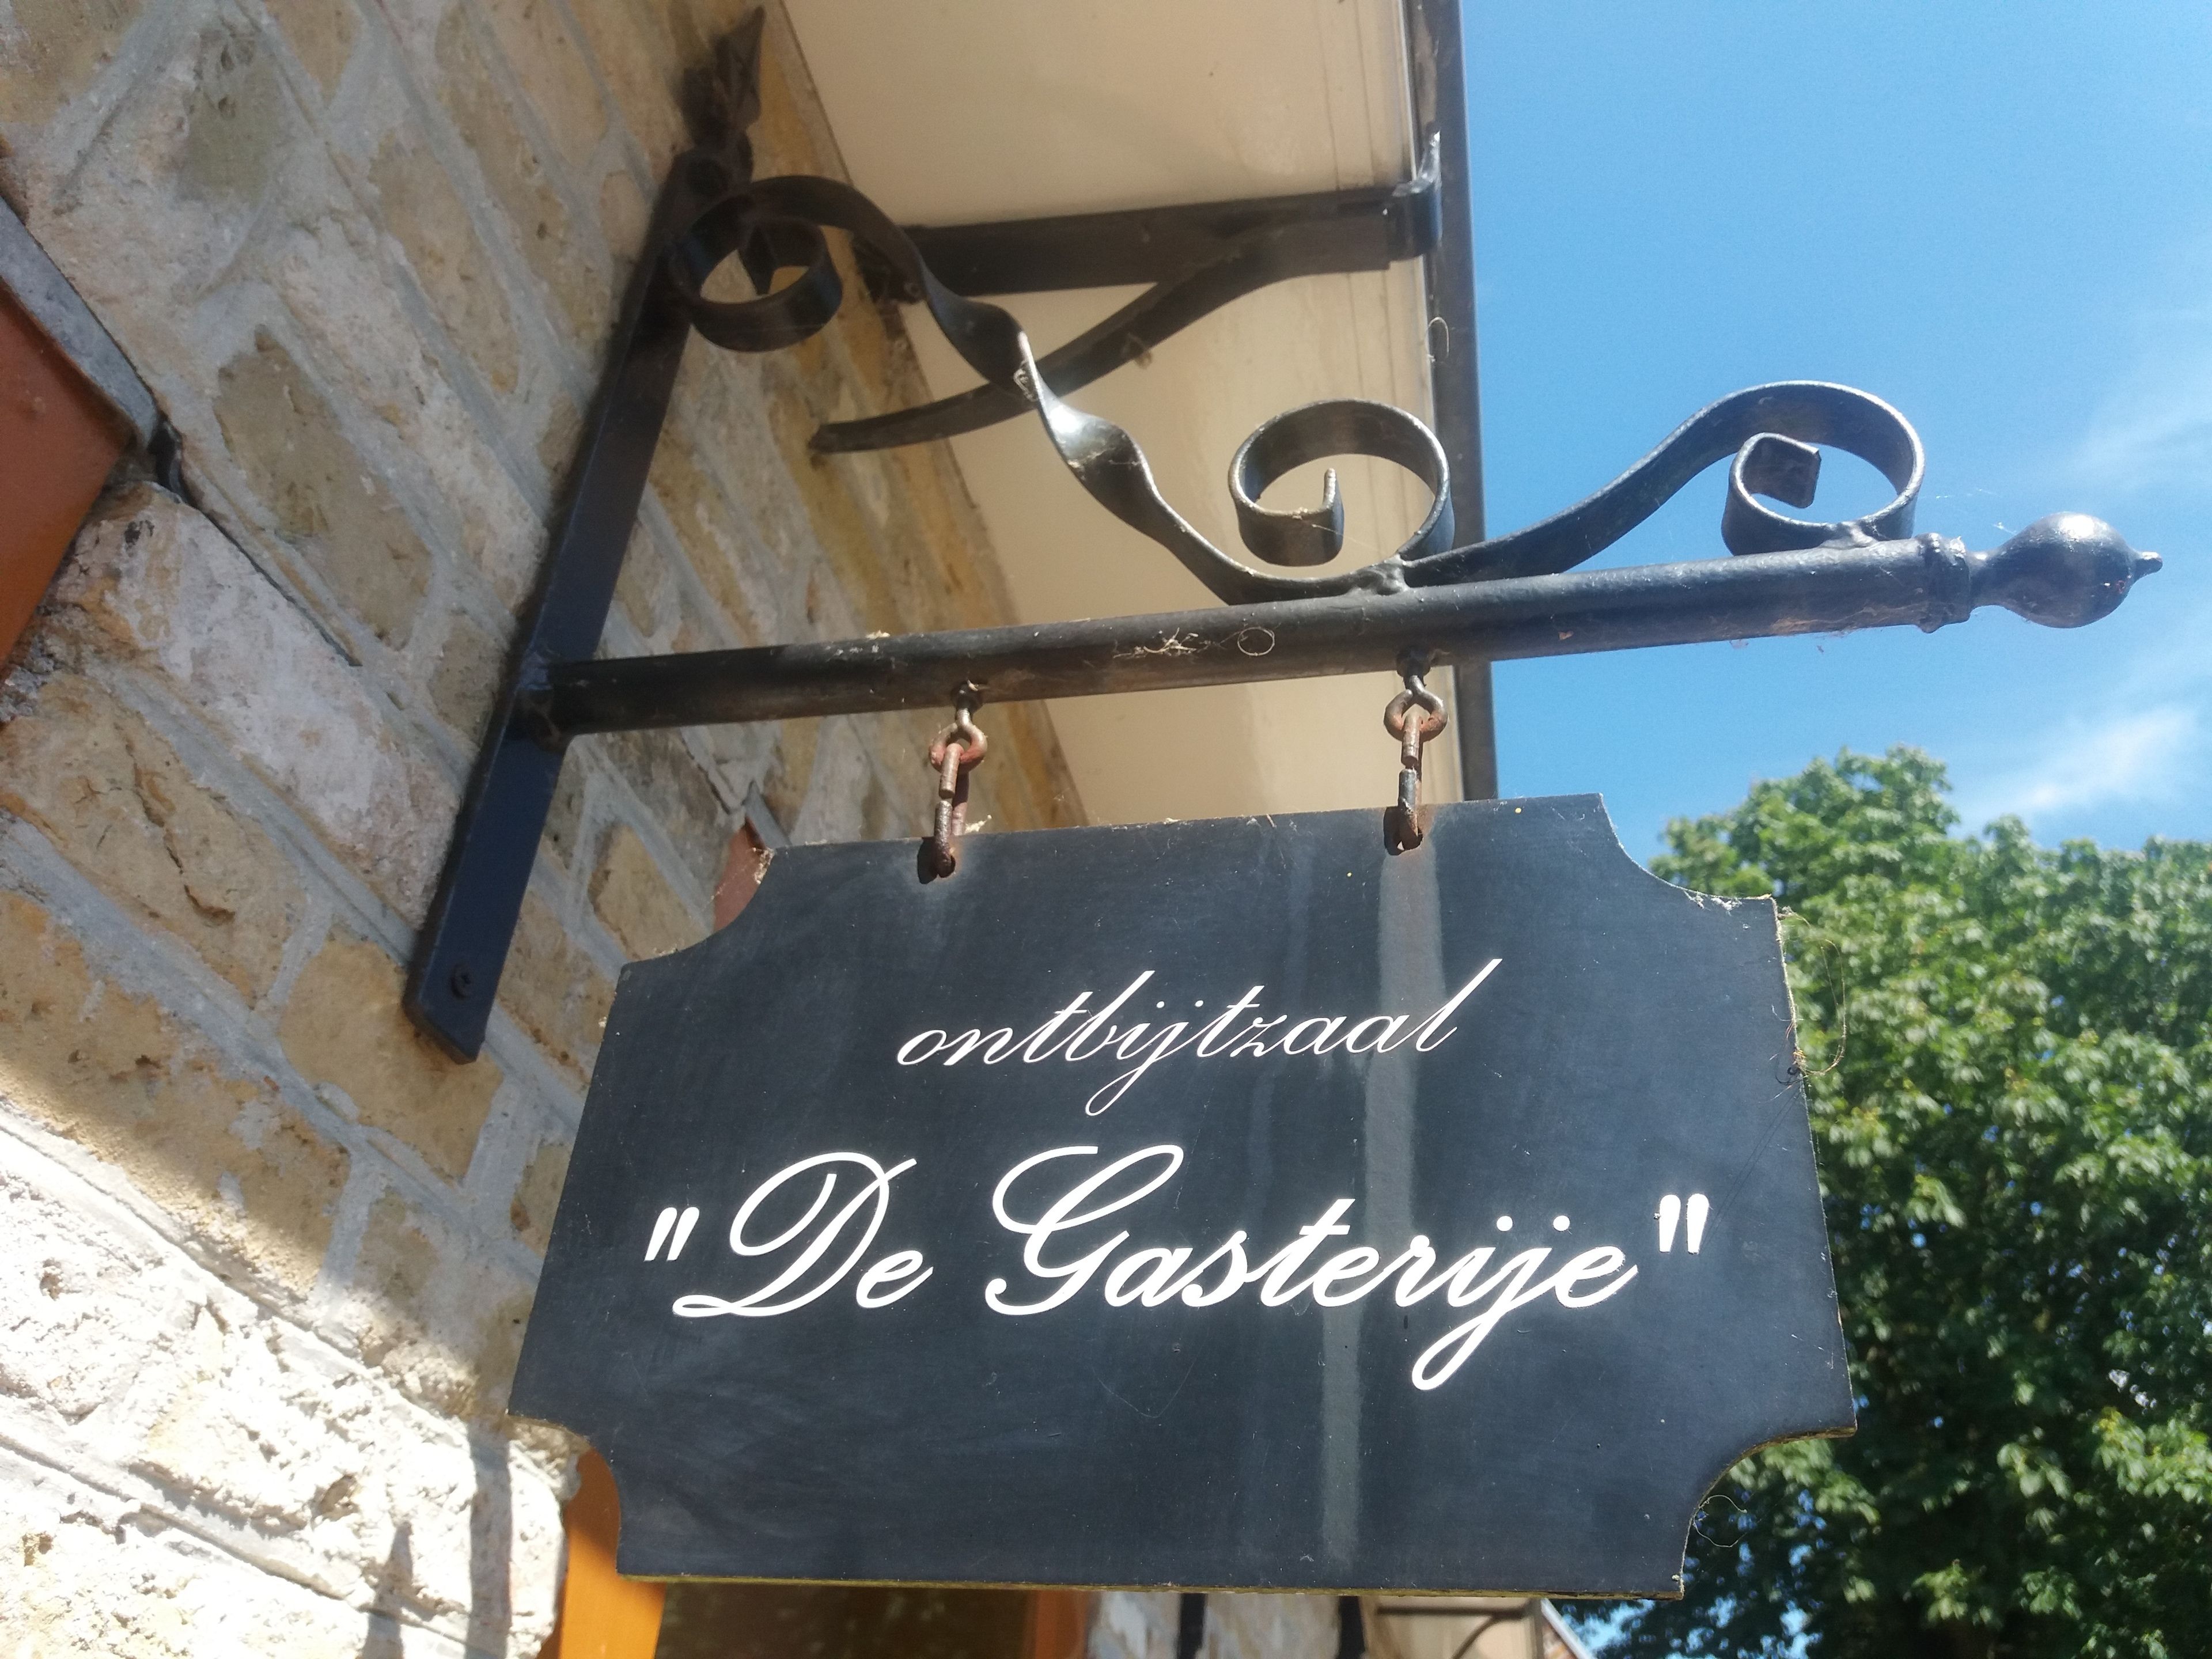 ontbijtzaal
"De Gasterije"